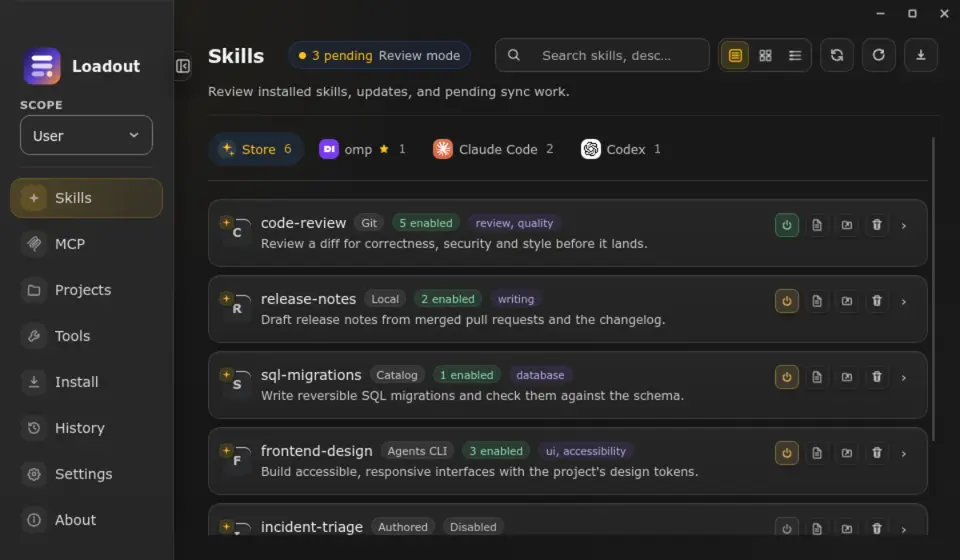 Loadout
SCOPE
User
Skills
MCP
Projects
Tools
Install
History
Settings
About
Skills
3 pending Review mode
Search skills, desc...
Review installed skills, updates, and pending sync work.
Store 6
DI omp 1
Claude Code 2
Codex 1
C code-review Git 5 enabled review, quality
Review a diff for correctness, security and style before it lands.
R release-notes Local 2 enabled writing
Draft release notes from merged pull requests and the changelog.
S sql-migrations Catalog 1 enabled database
Write reversible SQL migrations and check them against the schema.
F frontend-design Agents CLI 3 enabled ui, accessibility
Build accessible, responsive interfaces with the project's design tokens.
incident-triage Authored Disabled